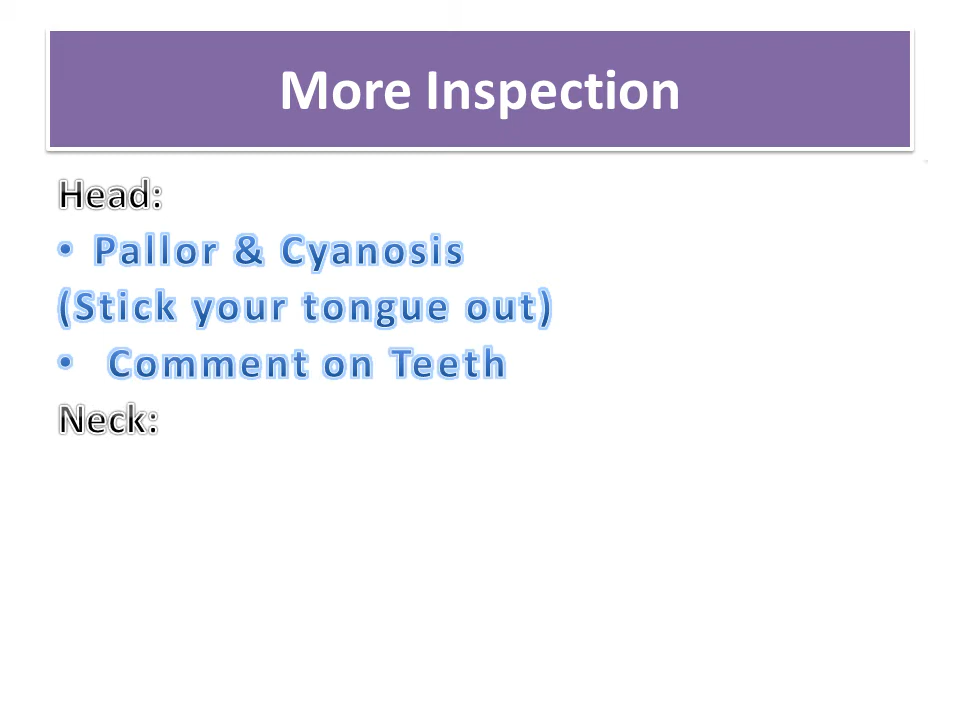 More Inspection
Head:
• Pallor & Cyanosis
(Stick your tongue out)
• Comment on Teeth
Neck: